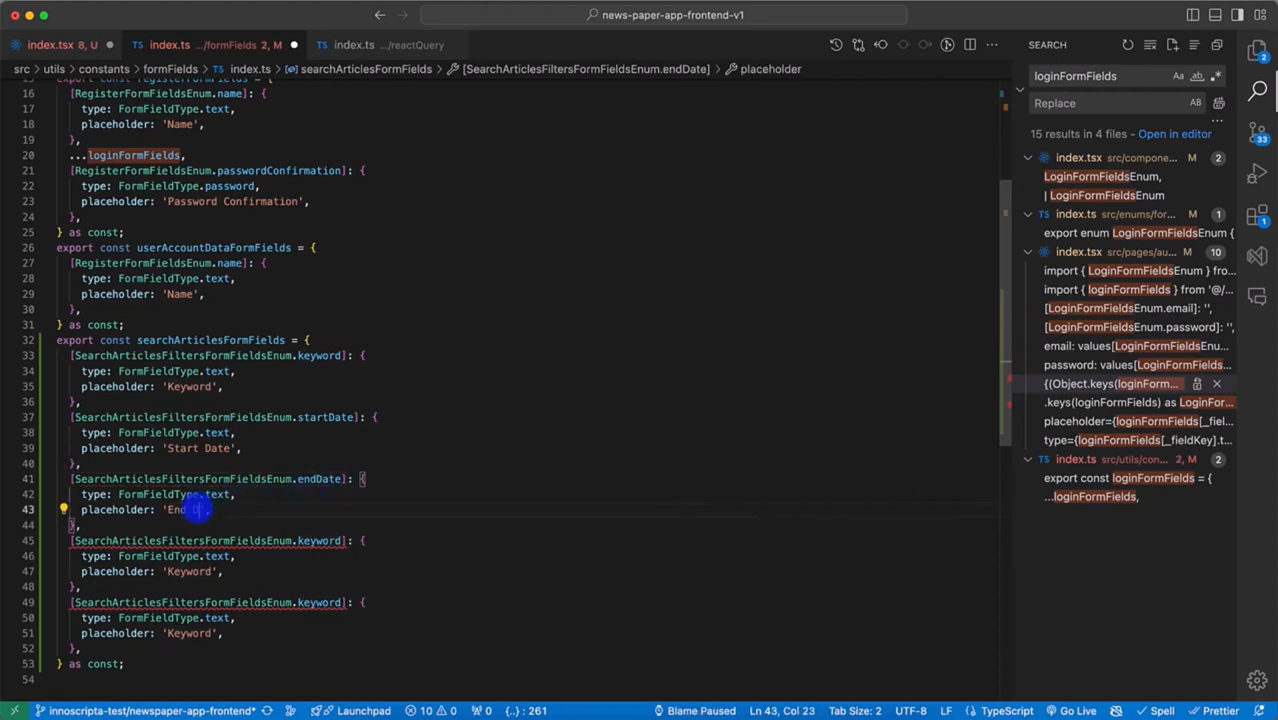 news-paper-app-frontend-v1
index.tsx 8, U
index.ts .../formFields 2, M
index.ts .../reactQuery
SEARCH
src > utils > constants > formFields > index.ts > searchArticlesFormFields > [SearchArticlesFiltersFormFieldsEnum.endDate] > placeholder
16 [RegisterFormFieldsEnum.name]: {
17 type: FormFieldType.text,
18 placeholder: 'Name',
19 },
20 ...loginFormFields,
21 [RegisterFormFieldsEnum.passwordConfirmation]: {
22 type: FormFieldType.password,
23 placeholder: 'Password Confirmation',
24 },
25 } as const;
26 export const userAccountDataFormFields = {
27 [RegisterFormFieldsEnum.name]: {
28 type: FormFieldType.text,
29 placeholder: 'Name',
30 },
31 } as const;
32 export const searchArticlesFormFields = {
33 [SearchArticlesFiltersFormFieldsEnum.keyword]: {
34 type: FormFieldType.text,
35 placeholder: 'Keyword',
36 },
37 [SearchArticlesFiltersFormFieldsEnum.startDate]: {
38 type: FormFieldType.text,
39 placeholder: 'Start Date',
40 },
41 [SearchArticlesFiltersFormFieldsEnum.endDate]: {
42 type: FormFieldType.text,
43 placeholder: 'End D',
44 },
45 [SearchArticlesFiltersFormFieldsEnum.keyword]: {
46 type: FormFieldType.text,
47 placeholder: 'Keyword',
48 },
49 [SearchArticlesFiltersFormFieldsEnum.keyword]: {
50 type: FormFieldType.text,
51 placeholder: 'Keyword',
52 },
53 } as const;
54
loginFormFields
Aa ab .*
Replace
AB
15 results in 4 files - Open in editor
index.tsx src/compone... M 2
LoginFormFieldsEnum,
| LoginFormFieldsEnum
index.ts src/enums/for... M 1
export enum LoginFormFieldsEnum {
index.tsx src/pages/au... M 10
import { LoginFormFieldsEnum } fro...
import { loginFormFields } from '@/...
[LoginFormFieldsEnum.email]: '',
[LoginFormFieldsEnum.password]: '',
email: values[LoginFormFieldsEnu...
password: values[LoginFormFields...
{(Object.keys(loginForm...
.keys(loginFormFields) as LoginFor...
placeholder={loginFormFields[_fiel...
type={loginFormFields[_fieldKey].t...
index.ts src/utils/con... 2, M 2
export const loginFormFields = {
...loginFormFields,
2
33
1
innoscripta-test/newspaper-app-frontend*
Launchpad
10 0
0
{..} : 261
Blame Paused
Ln 43, Col 23
Tab Size: 2
UTF-8
LF
{} TypeScript
Go Live
Spell
Prettier